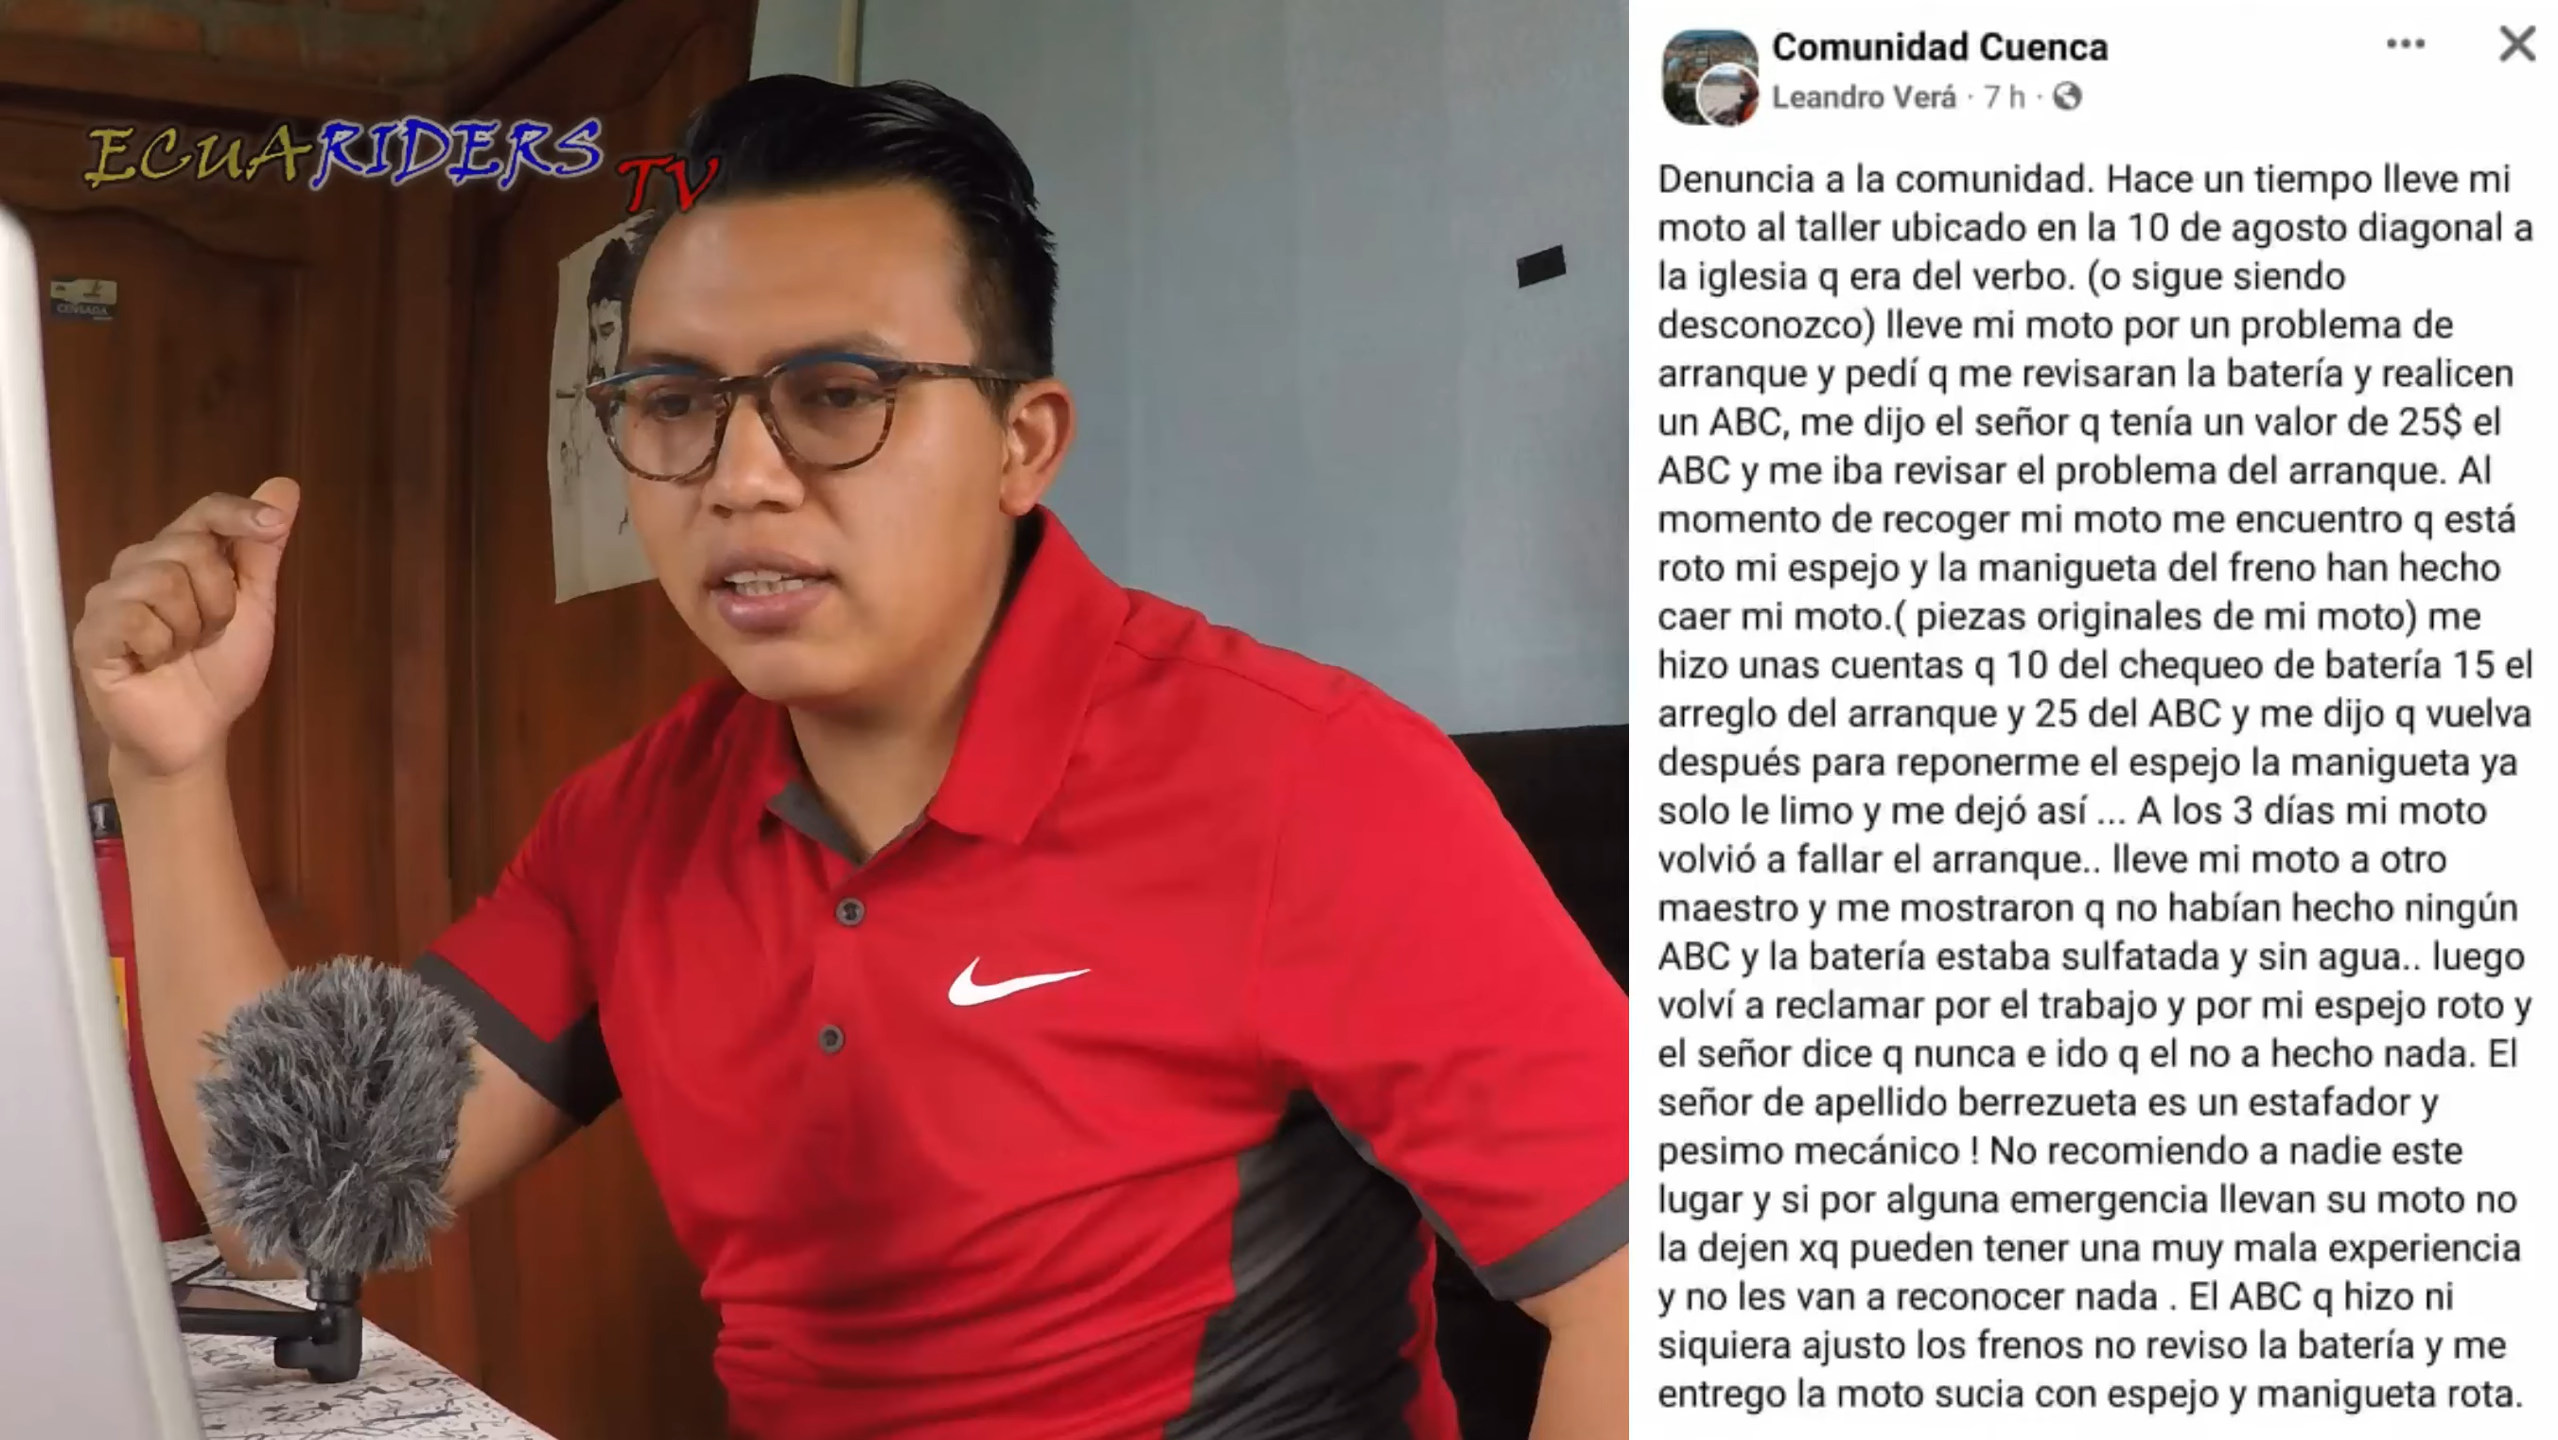 ECUARIDERS TV
CENSADA
Comunidad Cuenca
Leandro Verá · 7 h ·
Denuncia a la comunidad. Hace un tiempo lleve mi
moto al taller ubicado en la 10 de agosto diagonal a
la iglesia q era del verbo. (o sigue siendo
desconozco) lleve mi moto por un problema de
arranque y pedí q me revisaran la batería y realicen
un ABC, me dijo el señor q tenía un valor de 25$ el
ABC y me iba revisar el problema del arranque. Al
momento de recoger mi moto me encuentro q está
roto mi espejo y la manigueta del freno han hecho
caer mi moto.( piezas originales de mi moto) me
hizo unas cuentas q 10 del chequeo de batería 15 el
arreglo del arranque y 25 del ABC y me dijo q vuelva
después para reponerme el espejo la manigueta ya
solo le limo y me dejó así ... A los 3 días mi moto
volvió a fallar el arranque.. lleve mi moto a otro
maestro y me mostraron q no habían hecho ningún
ABC y la batería estaba sulfatada y sin agua.. luego
volví a reclamar por el trabajo y por mi espejo roto y
el señor dice q nunca e ido q el no a hecho nada. El
señor de apellido berrezueta es un estafador y
pesimo mecánico ! No recomiendo a nadie este
lugar y si por alguna emergencia llevan su moto no
la dejen xq pueden tener una muy mala experiencia
y no les van a reconocer nada . El ABC q hizo ni
siquiera ajusto los frenos no reviso la batería y me
entrego la moto sucia con espejo y manigueta rota.